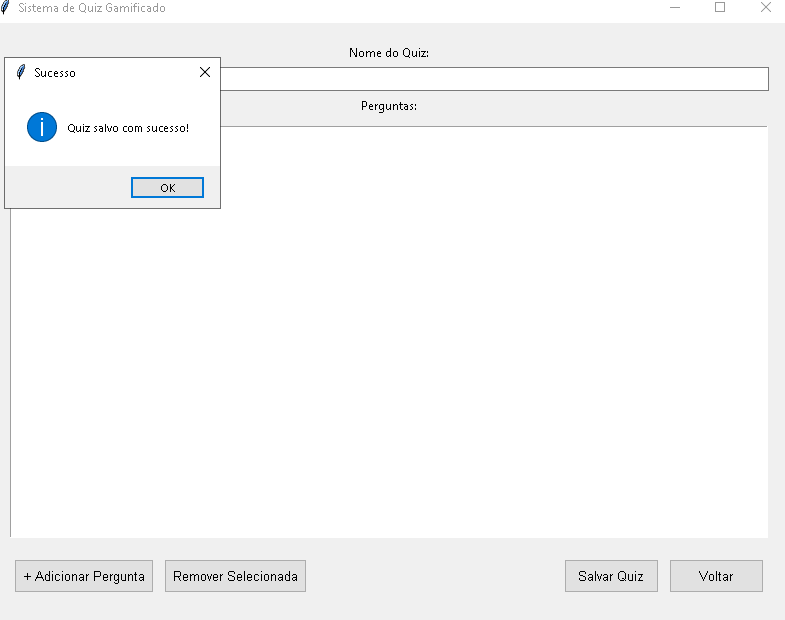 Sistema de Quiz Gamificado
Nome do Quiz:
Sucesso
Perguntas:
Quiz salvo com sucesso!
OK
+ Adicionar Pergunta
Remover Selecionada
Salvar Quiz
Voltar